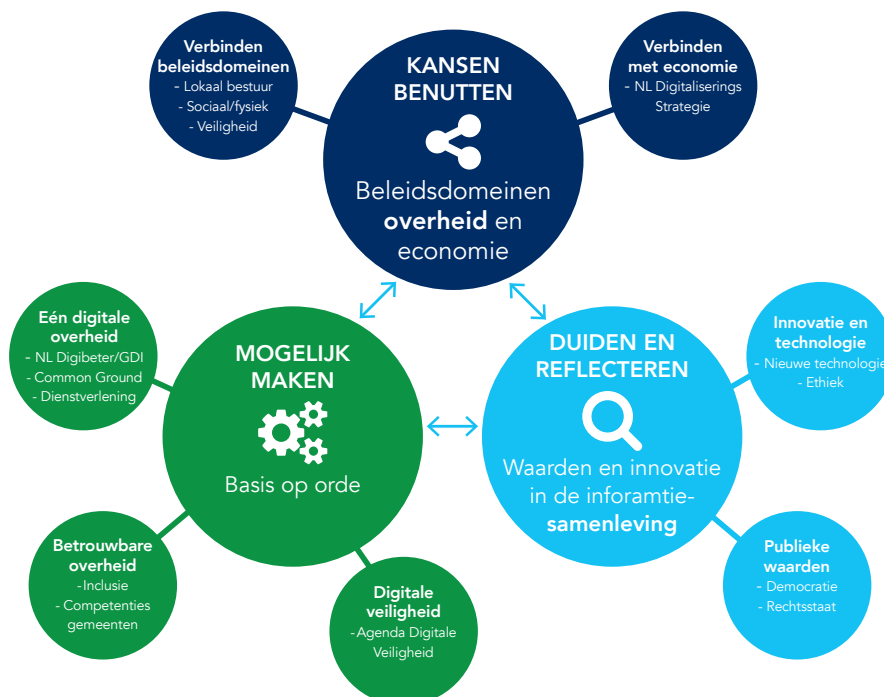 Verbinden
beleidsdomeinen
- Lokaal bestuur
- Sociaal/fysiek
- Veiligheid
KANSEN
BENUTTEN
Beleidsdomeinen
overheid en
economie
Verbinden
met economie
- NL Digitaliserings
Strategie
Eén digitale
overheid
- NL Digibeter/GDI
- Common Ground
- Dienstverlening
MOGELIJK
MAKEN
Basis op orde
DUIDEN EN
REFLECTEREN
Waarden en innovatie
in de inforamtie-
samenleving
Innovatie en
technologie
- Nieuwe technologie
- Ethiek
Betrouwbare
overheid
-Inclusie
- Competenties
gemeenten
Digitale
veiligheid
-Agenda Digitale
Veiligheid
Publieke
waarden
- Democratie
- Rechtsstaat